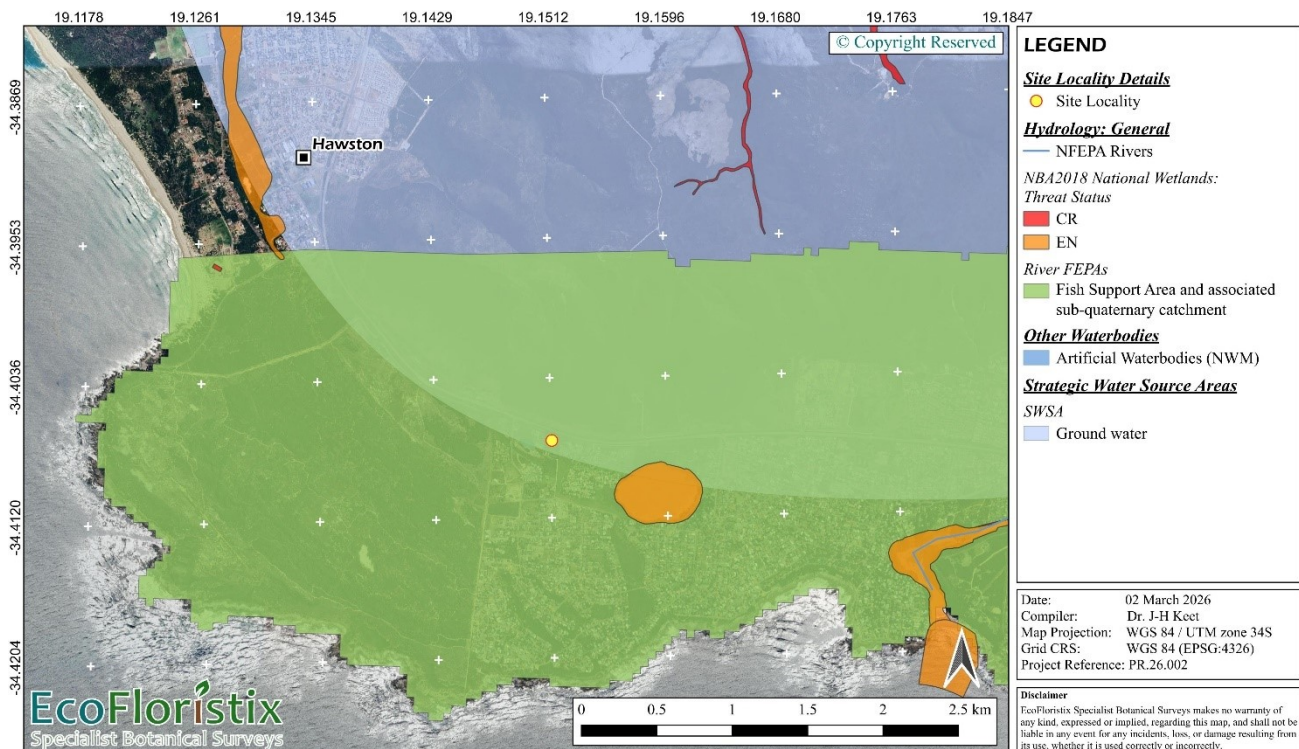 19.1178 19.1261 19.1345 19.1429 19.1512 19.1596 19.1680 19.1763 19.1847
-34.3869
-34.3953
-34.4036
-34.4120
-34.4204
© Copyright Reserved
Hawston
EcoFloristix
Specialist Botanical Surveys
0 0.5 1 1.5 2 2.5 km
LEGEND
Site Locality Details
Site Locality
Hydrology: General
NFEPA Rivers
NBA2018 National Wetlands:
Threat Status
CR
EN
River FEPAs
Fish Support Area and associated
sub-quaternary catchment
Other Waterbodies
Artificial Waterbodies (NWM)
Strategic Water Source Areas
SWSA
Ground water
Date: 02 March 2026
Compiler: Dr. J-H Keet
Map Projection: WGS 84 / UTM zone 34S
Grid CRS: WGS 84 (EPSG:4326)
Project Reference: PR.26.002
Disclaimer
EcoFloristix Specialist Botanical Surveys makes no warranty of
any kind, expressed or implied, regarding this map, and shall not be
liable in any event for any incidents, loss, or damage resulting from
its use, whether it is used correctly or incorrectly.